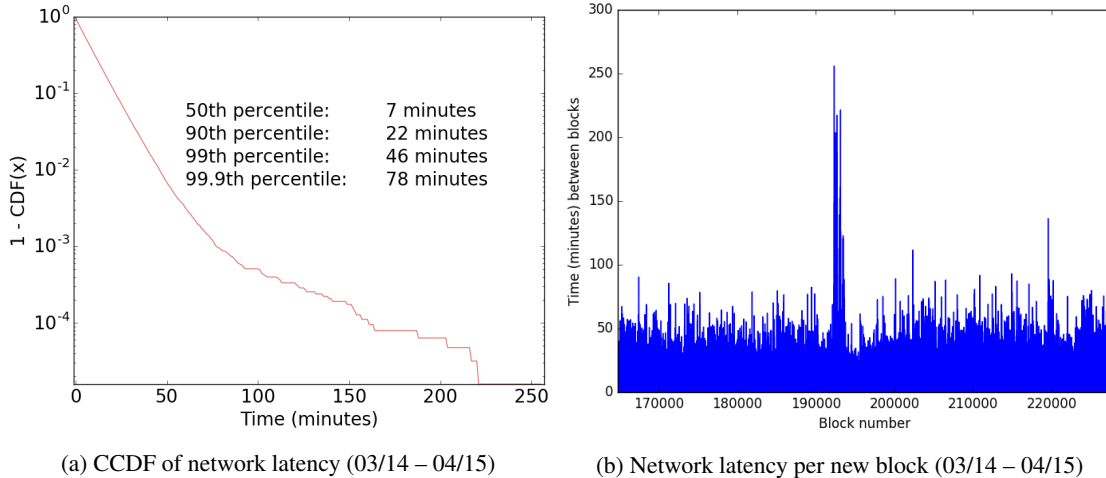 10^0
10^-1
10^-2
10^-3
10^-4
1 - CDF(x)
50th percentile: 7 minutes
90th percentile: 22 minutes
99th percentile: 46 minutes
99.9th percentile: 78 minutes
0 50 100 150 200 250
Time (minutes)
(a) CCDF of network latency (03/14 – 04/15)
300
250
200
150
100
50
0
Time (minutes) between blocks
170000 180000 190000 200000 210000 220000
Block number
(b) Network latency per new block (03/14 – 04/15)